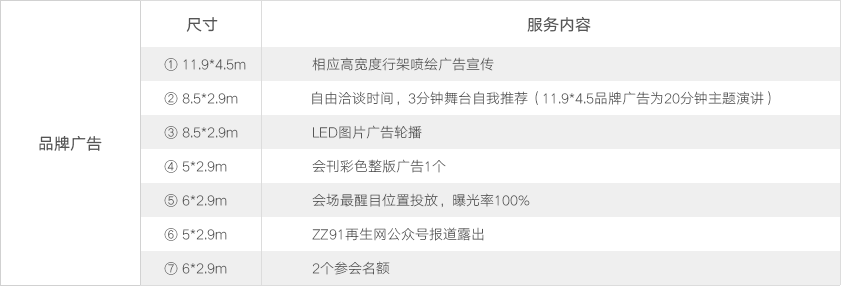 尺寸 服务内容
品牌广告
① 11.9*4.5m 相应高宽度行架喷绘广告宣传
② 8.5*2.9m 自由洽谈时间，3分钟舞台自我推荐（11.9*4.5品牌广告为20分钟主题演讲）
③ 8.5*2.9m LED图片广告轮播
④ 5*2.9m 会刊彩色整版广告1个
⑤ 6*2.9m 会场最醒目位置投放，曝光率100%
⑥ 5*2.9m ZZ91再生网公众号报道露出
⑦ 6*2.9m 2个参会名额